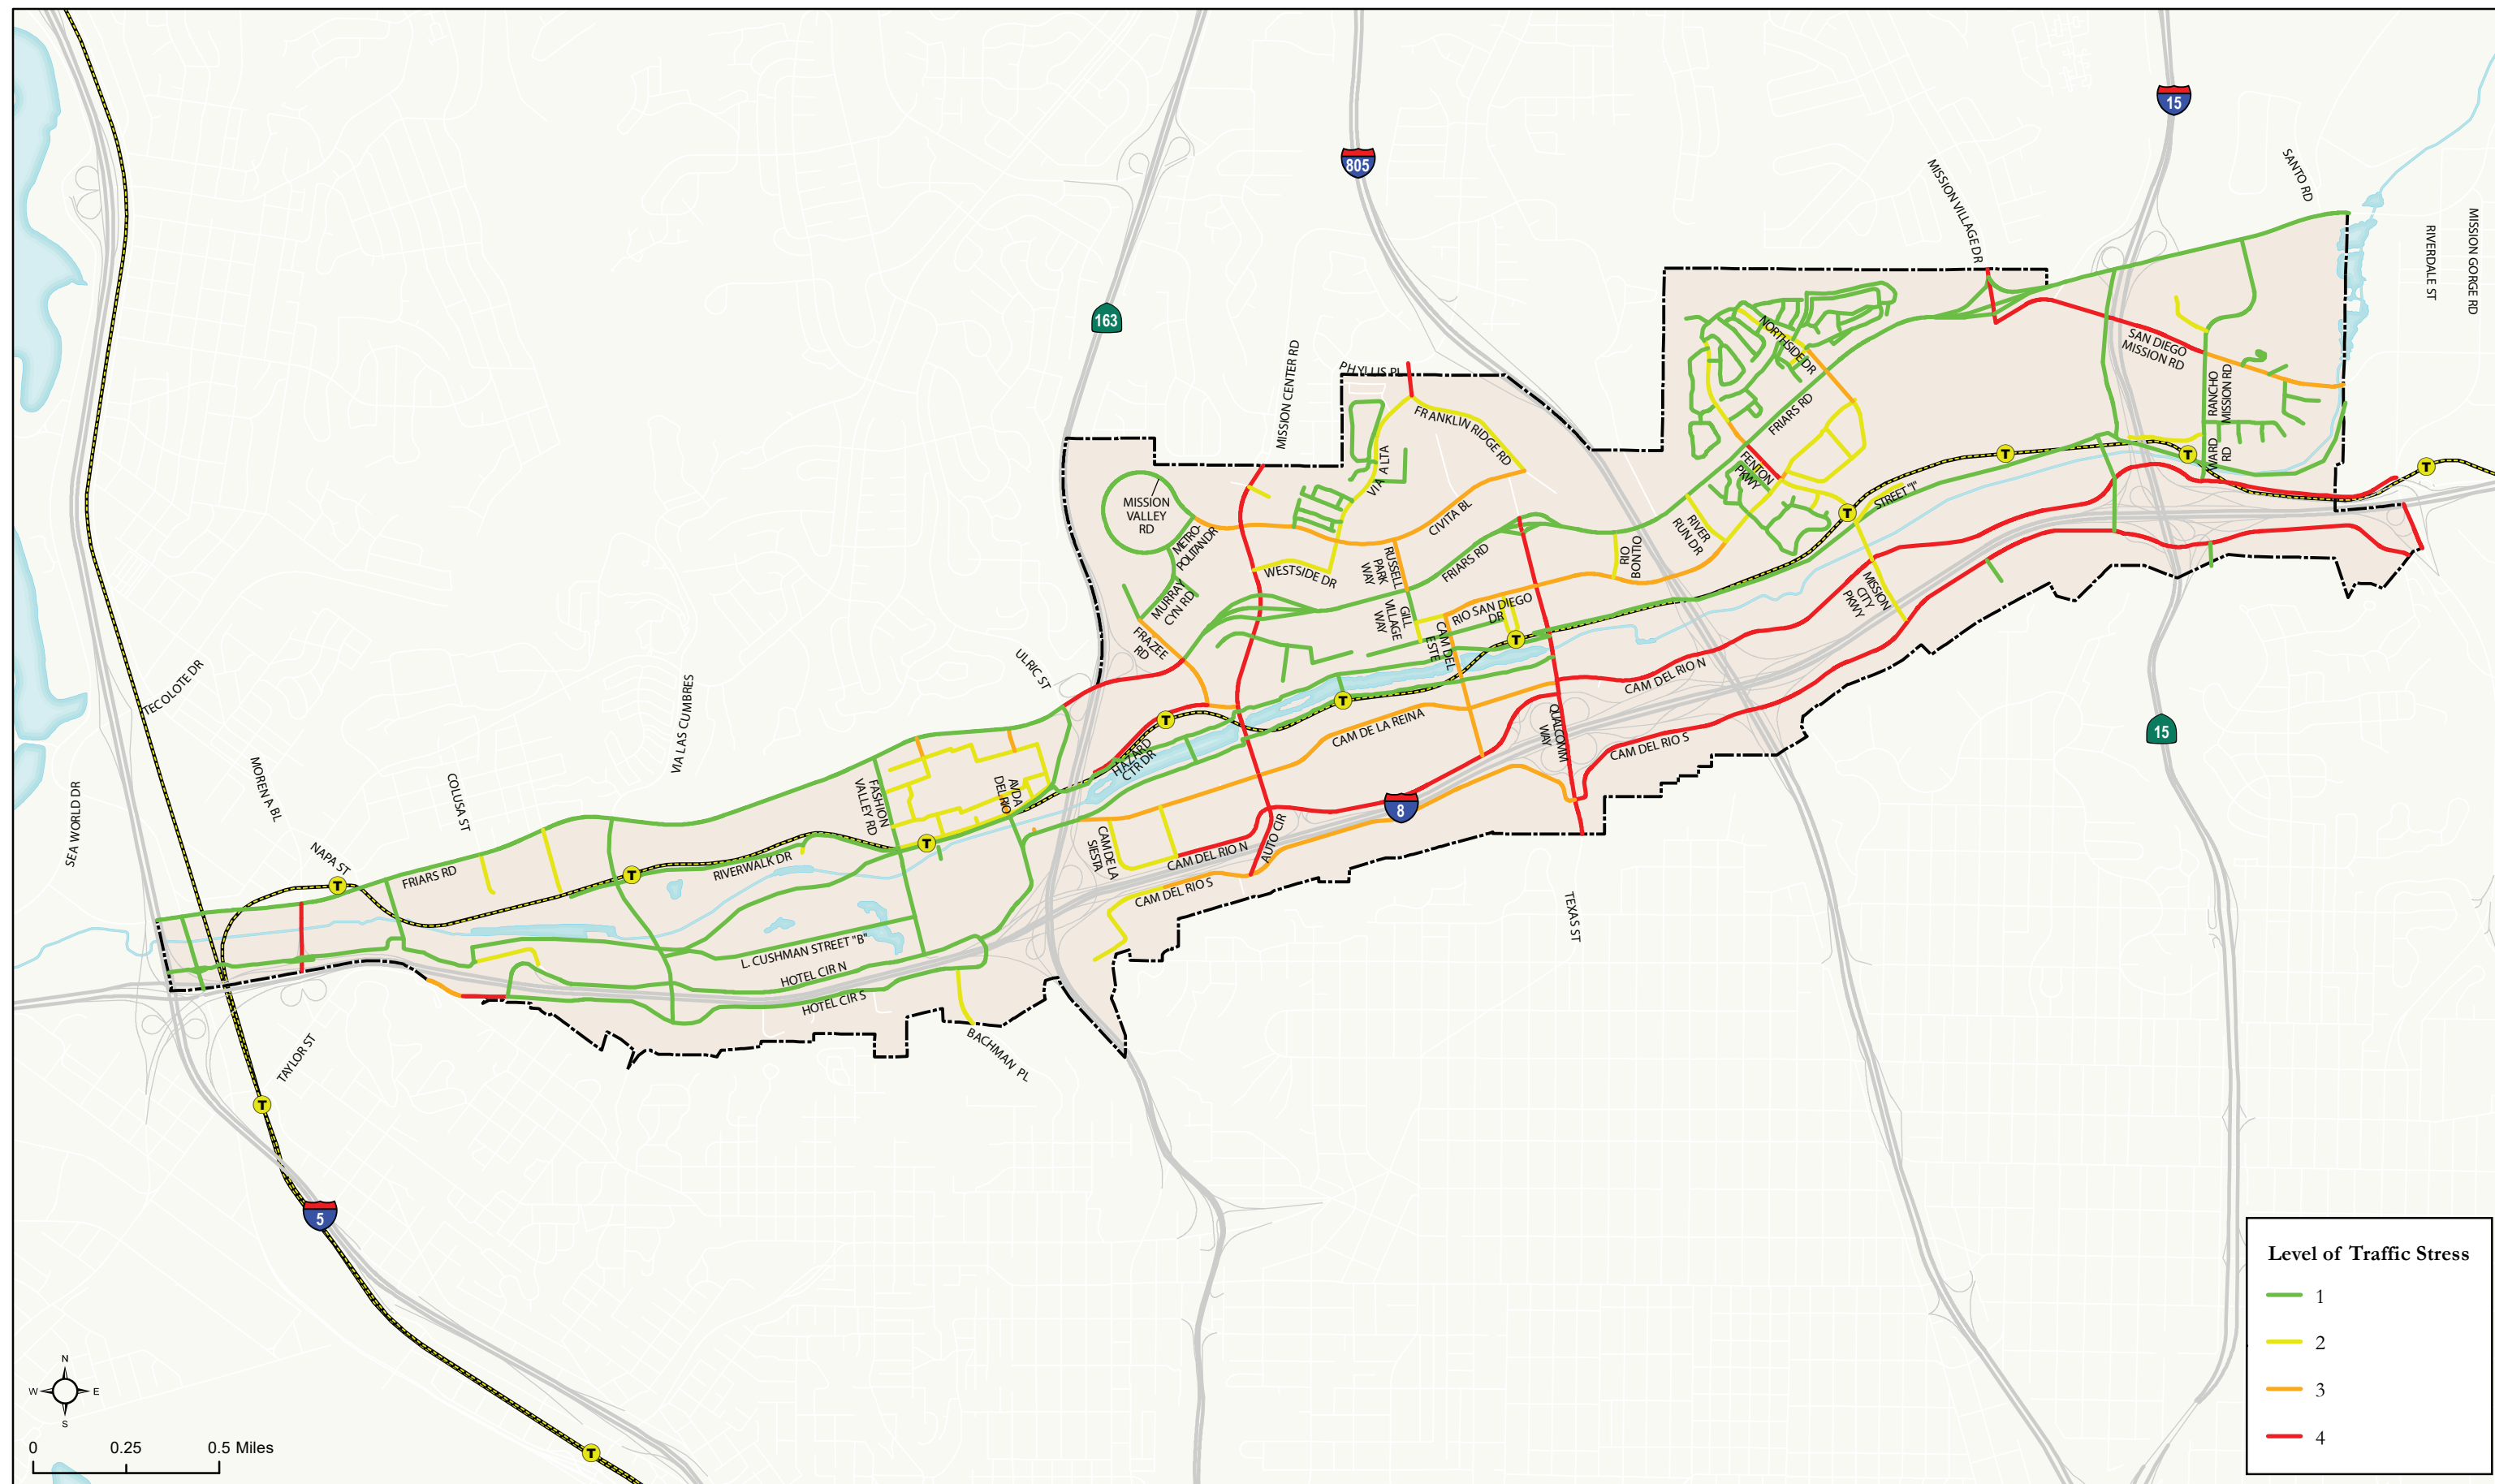 15
SANTO RD
MISSION VILLAGE DR
805
RIVERDALE ST
MISSION GORGE RD
163
NORTHSIDE DR
SAN DIEGO
MISSION RD
MISSION CENTER RD
PHYLLIS PL
FRANKLIN RIDGE RD
FRIARS RD
RANCHO
MISSION RD
WARD
RD
VIA ALTA
FENTON
PKWY
STREET "I"
MISSION
VALLEY
RD
METRO-
POLITAN DR
CIVITA BL
RIVER
RUN DR
RIO
BONITO
RUSSELL
PARK
WAY
FRIARS RD
WESTSIDE DR
MURRAY
CYN RD
GILL
VILLAGE
WAY
RIO SAN DIEGO
DR
MISSION
CITY
PKWY
FRAZEE
RD
CAM DEL
ESTE
TECOLOTE DR
ULRIC ST
VIA LAS CUMBRES
CAM DEL RIO N
QUALCOMM
WAY
CAM DE LA REINA
CAM DEL RIO S
15
HAZARD
CTR DR
SEA WORLD DR
MORENA BL
COLUSA ST
FASHION
VALLEY RD
AVDA
DEL RIO
8
AUTO CIR
CAM DE LA
SIESTA
CAM DEL RIO N
NAPA ST
FRIARS RD
RIVERWALK DR
CAM DEL RIO S
TEXAS ST
L. CUSHMAN STREET "B"
HOTEL CIR N
HOTEL CIR S
TAYLOR ST
BACHMAN PL
T
T
T
T
T
T
T
T
T
T
T
T
5
Level of Traffic Stress
1
2
3
4
N
W E
S
0 0.25 0.5 Miles